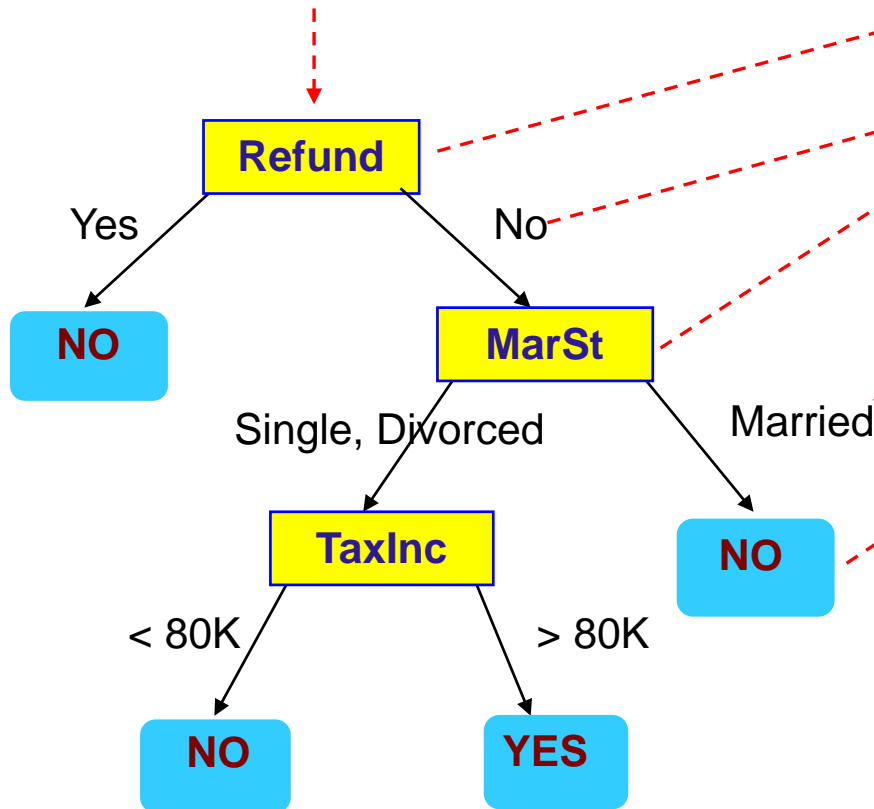 Refund
Yes
No
NO
MarSt
Single, Divorced
Married
TaxInc
NO
< 80K
> 80K
NO
YES